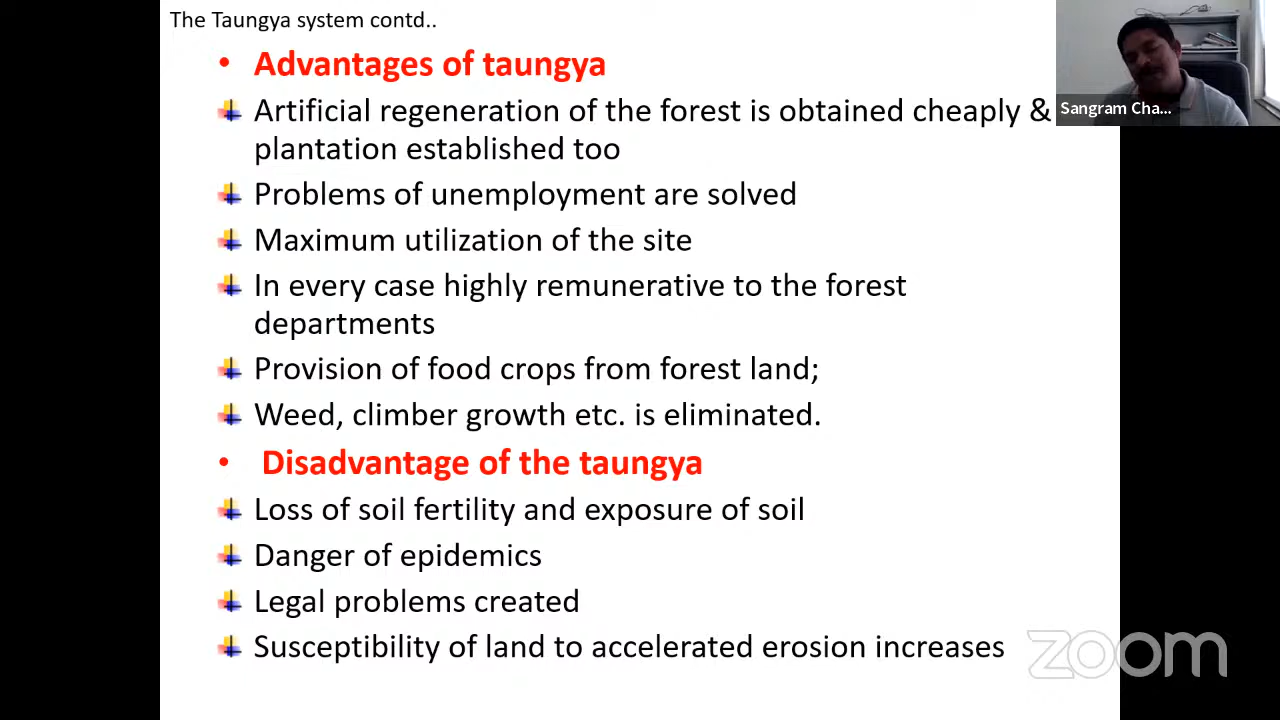 The Taungya system contd..
• Advantages of taungya
Artificial regeneration of the forest is obtained cheaply &
plantation established too
Problems of unemployment are solved
Maximum utilization of the site
In every case highly remunerative to the forest
departments
Provision of food crops from forest land;
Weed, climber growth etc. is eliminated.
• Disadvantage of the taungya
Loss of soil fertility and exposure of soil
Danger of epidemics
Legal problems created
Susceptibility of land to accelerated erosion increases
Sangram Cha...
zoom